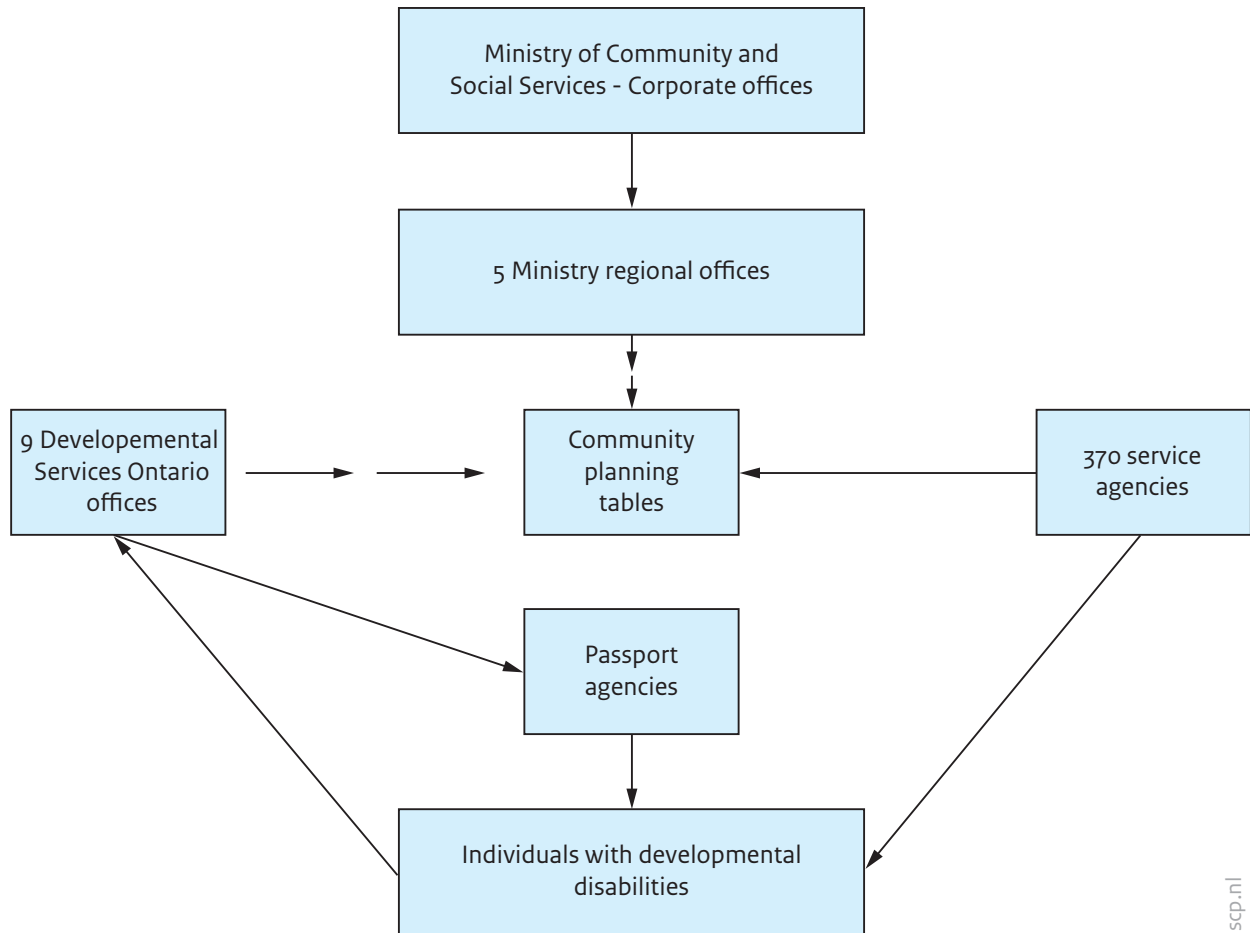 Ministry of Community and
Social Services - Corporate offices
5 Ministry regional offices
9 Developemental
Services Ontario
offices
Community
planning
tables
370 service
agencies
Passport
agencies
Individuals with developmental
disabilities
scp.nl